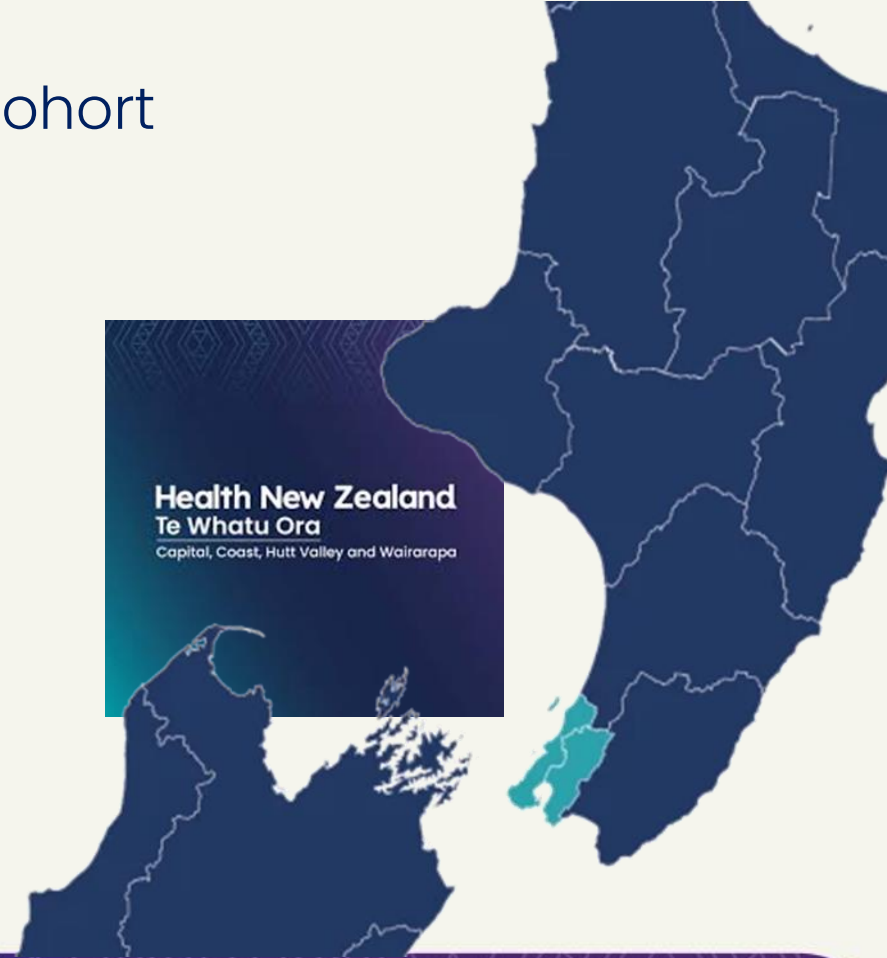 ohort
Health New Zealand
Te Whatu Ora
Capital, Coast, Hutt Valley and Wairarapa